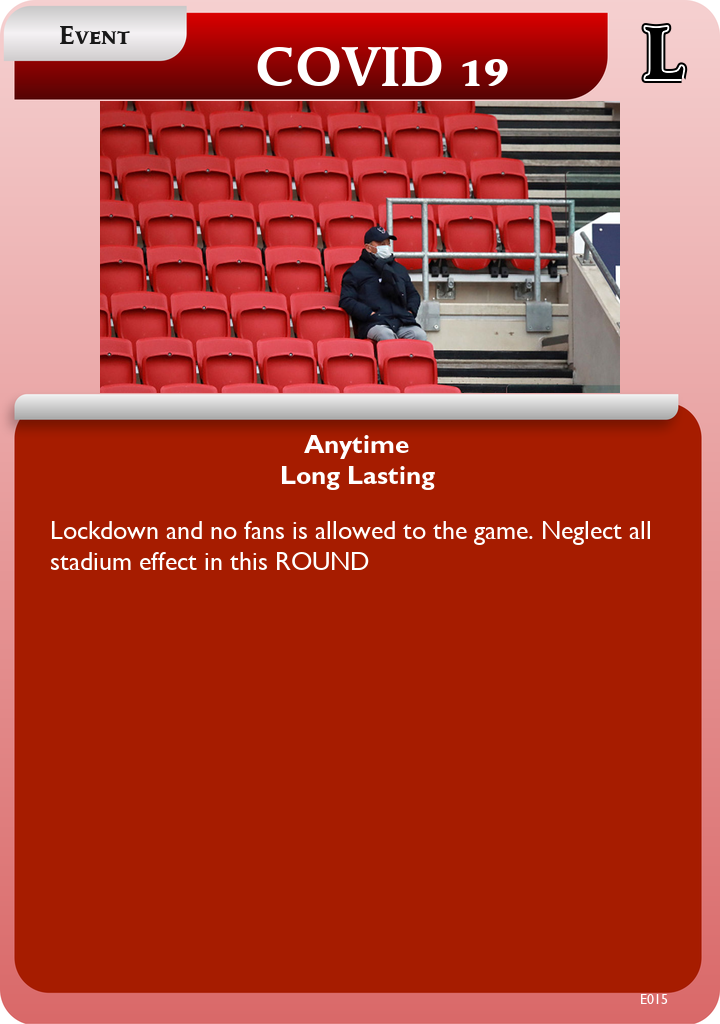 Event
COVID 19
L
Anytime
Long Lasting
Lockdown and no fans is allowed to the game. Neglect all
stadium effect in this ROUND
E015